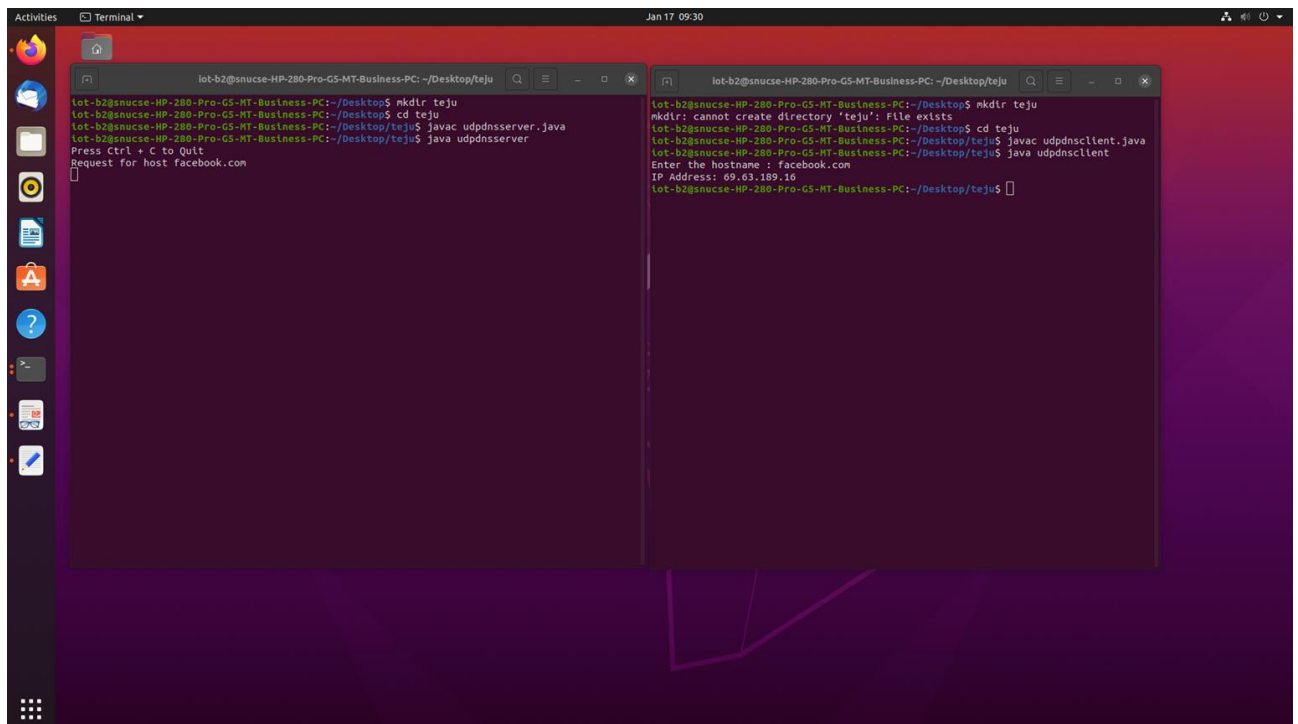 Activities
Terminal
Jan 17 09:30
iot-b2@snucse-HP-280-Pro-G5-MT-Business-PC: ~/Desktop/teju
iot-b2@snucse-HP-280-Pro-G5-MT-Business-PC:~/Desktop$ mkdir teju
iot-b2@snucse-HP-280-Pro-G5-MT-Business-PC:~/Desktop$ cd teju
iot-b2@snucse-HP-280-Pro-G5-MT-Business-PC:~/Desktop/teju$ javac udpdnsserver.java
iot-b2@snucse-HP-280-Pro-G5-MT-Business-PC:~/Desktop/teju$ java udpdnsserver
Press Ctrl + C to Quit
Request for host facebook.com
iot-b2@snucse-HP-280-Pro-G5-MT-Business-PC: ~/Desktop/teju
iot-b2@snucse-HP-280-Pro-G5-MT-Business-PC:~/Desktop$ mkdir teju
mkdir: cannot create directory ‘teju’: File exists
iot-b2@snucse-HP-280-Pro-G5-MT-Business-PC:~/Desktop$ cd teju
iot-b2@snucse-HP-280-Pro-G5-MT-Business-PC:~/Desktop/teju$ javac udpdnsclient.java
iot-b2@snucse-HP-280-Pro-G5-MT-Business-PC:~/Desktop/teju$ java udpdnsclient
Enter the hostname : facebook.com
IP Address: 69.63.189.16
iot-b2@snucse-HP-280-Pro-G5-MT-Business-PC:~/Desktop/teju$